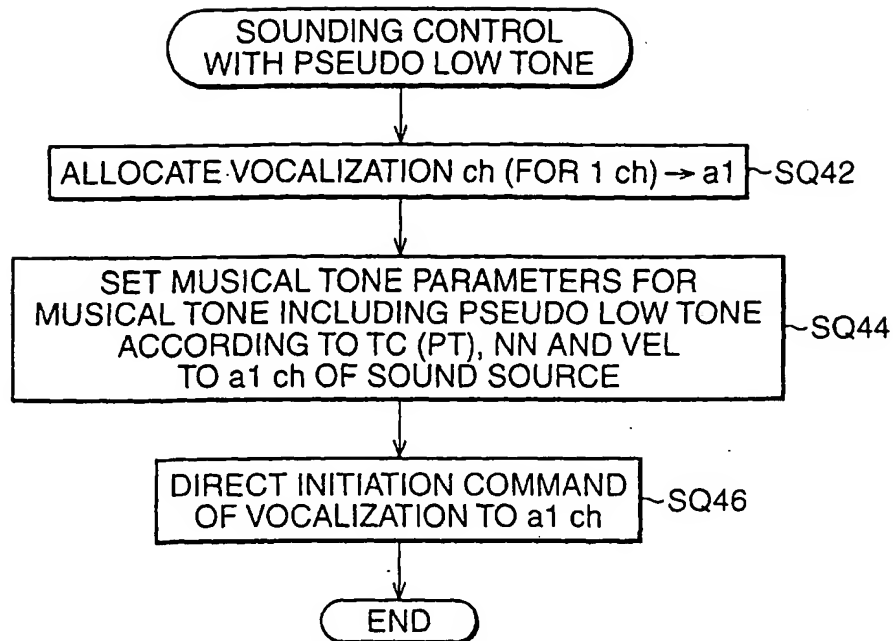 SOUNDING CONTROL
WITH PSEUDO LOW TONE
ALLOCATE VOCALIZATION ch (FOR 1 ch) → a1
SQ42
SET MUSICAL TONE PARAMETERS FOR
MUSICAL TONE INCLUDING PSEUDO LOW TONE
ACCORDING TO TC (PT), NN AND VEL
TO a1 ch OF SOUND SOURCE
SQ44
DIRECT INITIATION COMMAND
OF VOCALIZATION TO a1 ch
SQ46
END